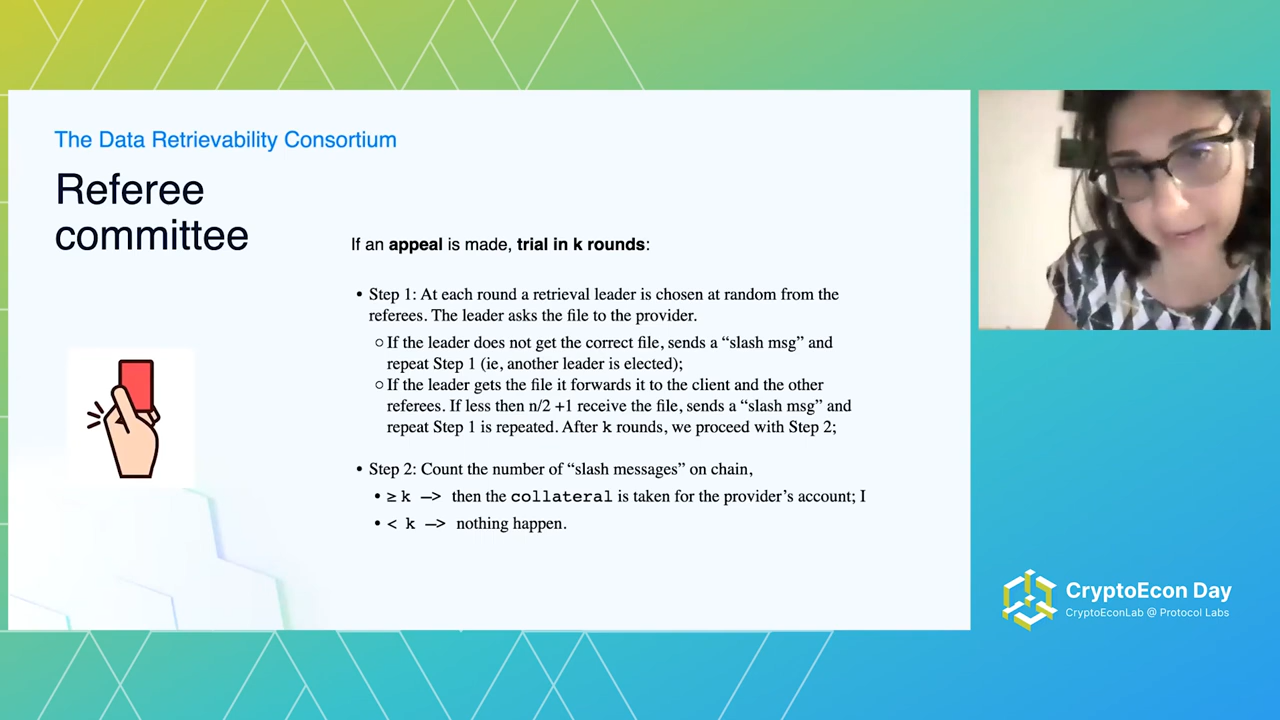 The Data Retrievability Consortium
Referee
committee
If an appeal is made, trial in k rounds:
• Step 1: At each round a retrieval leader is chosen at random from the
referees. The leader asks the file to the provider.
○ If the leader does not get the correct file, sends a “slash msg” and
repeat Step 1 (ie, another leader is elected);
○ If the leader gets the file it forwards it to the client and the other
referees. If less then n/2 +1 receive the file, sends a “slash msg” and
repeat Step 1 is repeated. After k rounds, we proceed with Step 2;
• Step 2: Count the number of “slash messages” on chain,
• ≥ k —> then the collateral is taken for the provider’s account; I
• < k —> nothing happen.
CryptoEcon Day
CryptoEconLab @ Protocol Labs